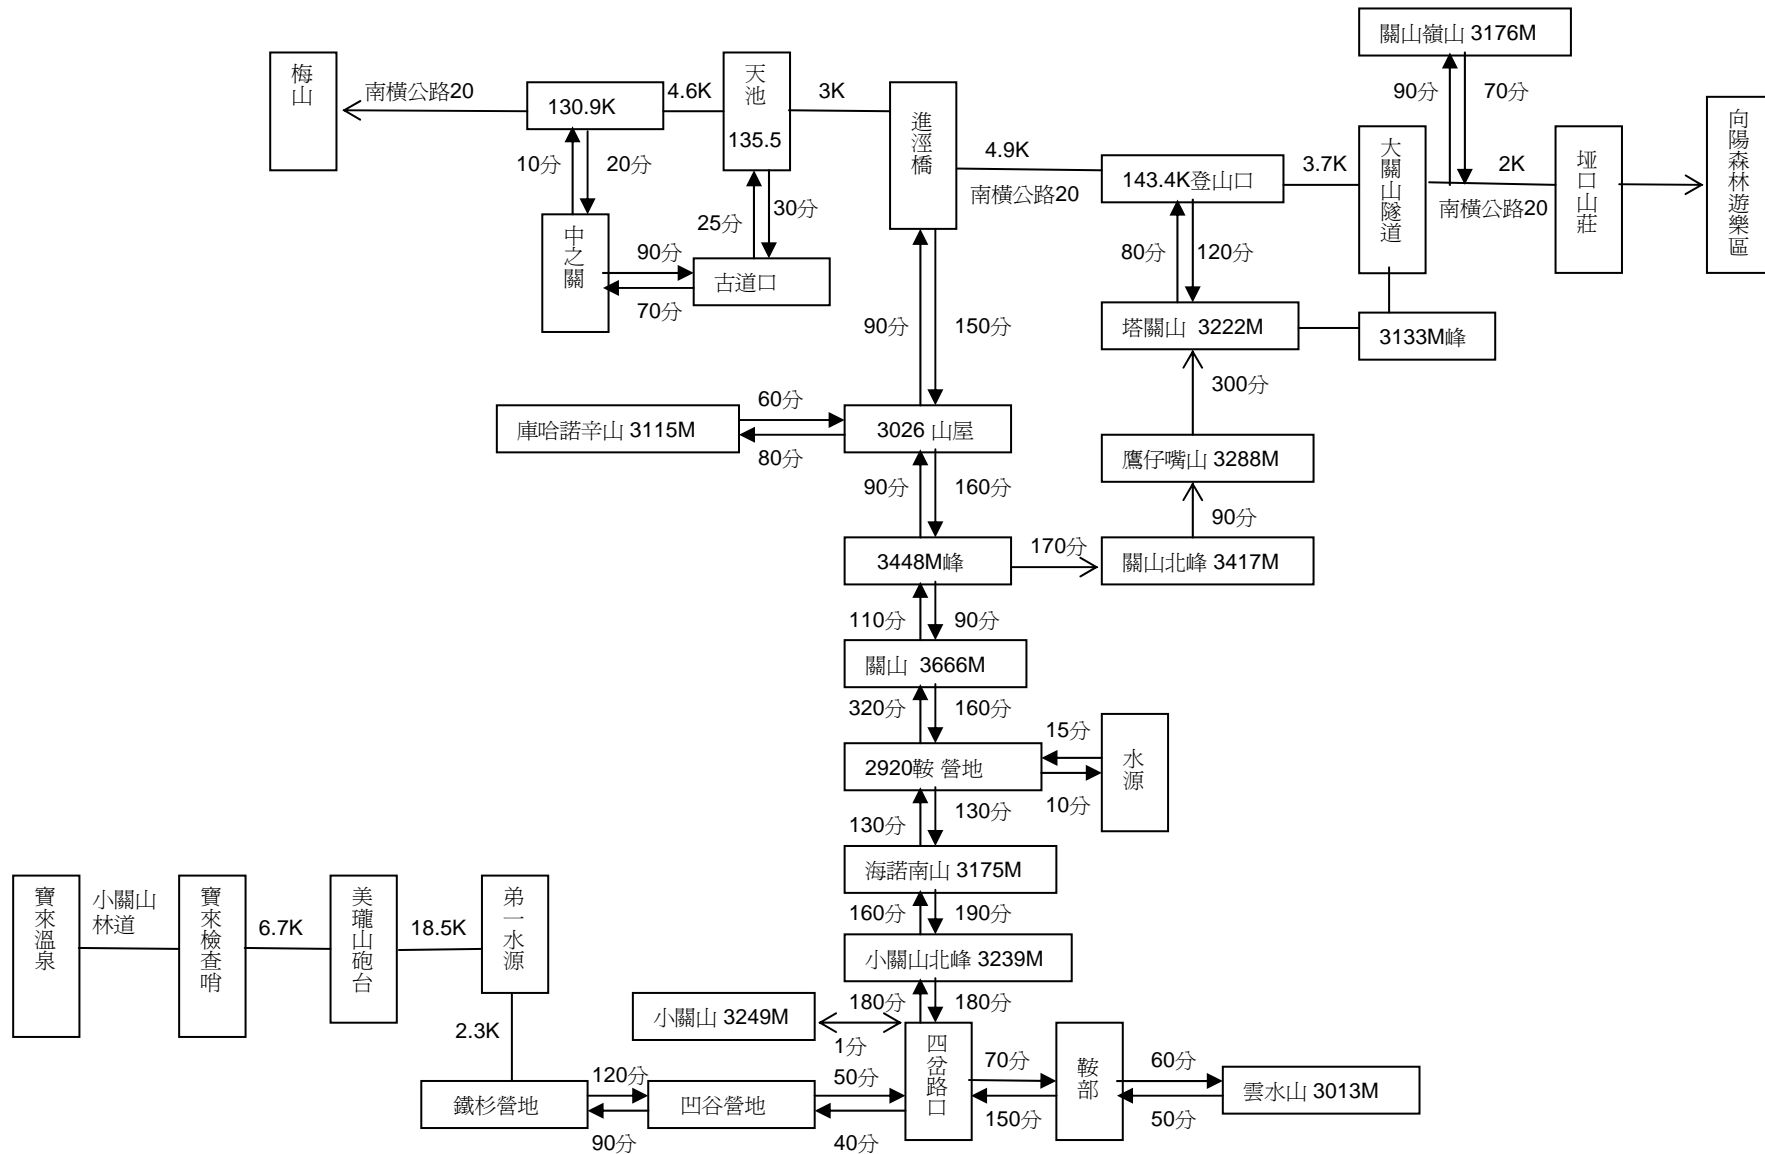 關山嶺山 3176M
梅山
南橫公路20
130.9K
4.6K
天池
135.5
3K
進涇橋
4.9K
南橫公路20
143.4K登山口
3.7K
大關山隧道
90分
70分
2K
南橫公路20
埡口山莊
向陽森林遊樂區
10分
20分
25分
30分
中之關
90分
70分
古道口
80分
120分
90分
150分
塔關山 3222M
3133M峰
300分
庫哈諾辛山 3115M
60分
80分
3026 山屋
鷹仔嘴山 3288M
90分
160分
90分
3448M峰
170分
關山北峰 3417M
110分
90分
關山 3666M
320分
160分
2920鞍 營地
15分
10分
水源
130分
130分
海諾南山 3175M
160分
190分
寶來溫泉
小關山
林道
寶來檢查哨
6.7K
美瓏山砲台
18.5K
弟一水源
小關山北峰 3239M
180分
180分
小關山 3249M
1分
四岔路口
2.3K
鐵杉營地
120分
90分
凹谷營地
50分
40分
70分
150分
鞍部
60分
50分
雲水山 3013M